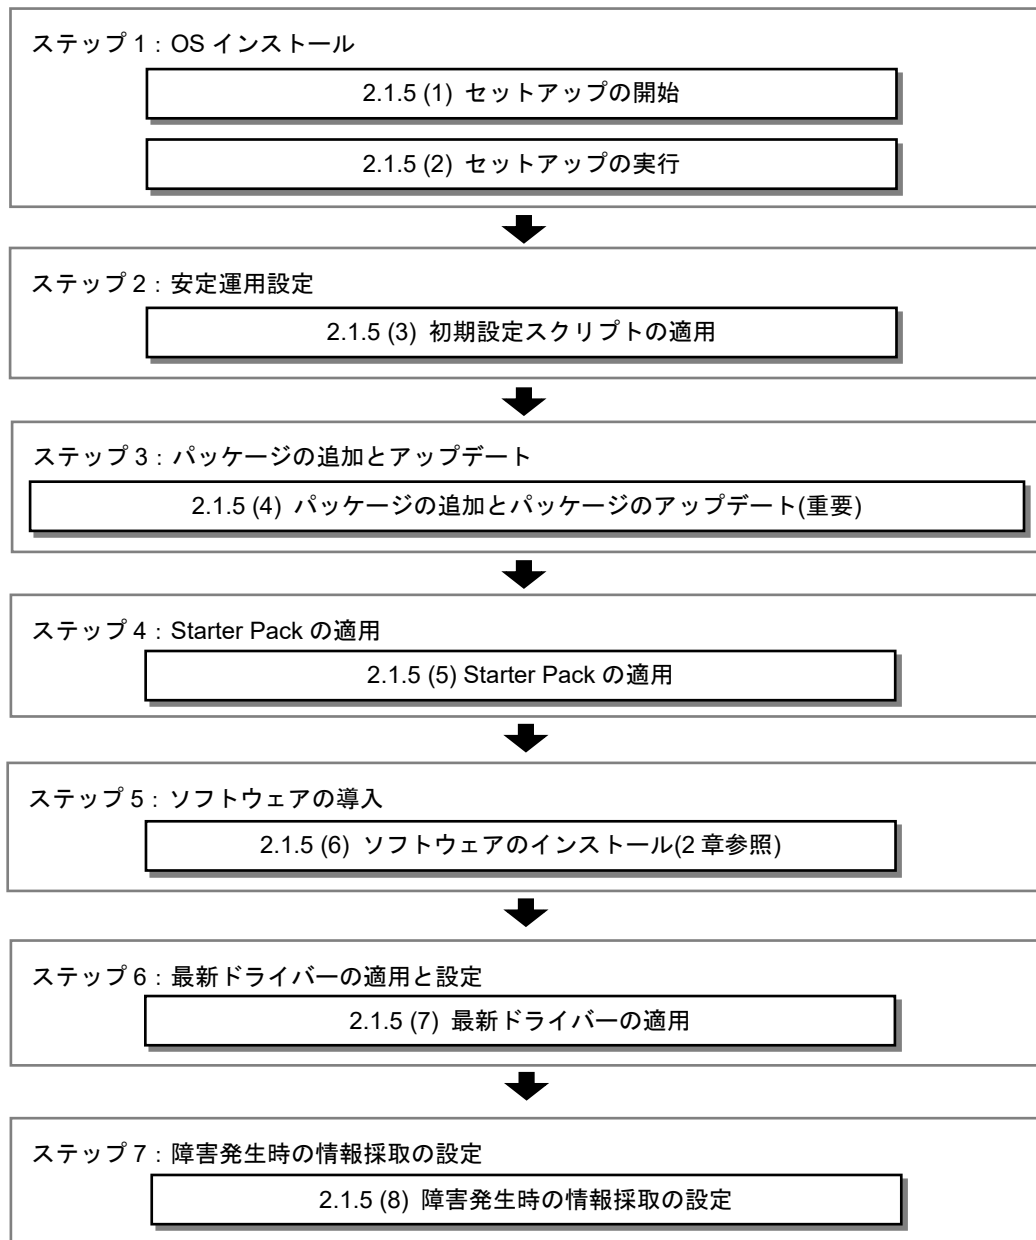 ステップ 1：OS インストール
2.1.5 (1) セットアップの開始
2.1.5 (2) セットアップの実行
ステップ 2：安定運用設定
2.1.5 (3) 初期設定スクリプトの適用
ステップ 3：パッケージの追加とアップデート
2.1.5 (4) パッケージの追加とパッケージのアップデート(重要)
ステップ 4：Starter Pack の適用
2.1.5 (5) Starter Pack の適用
ステップ 5：ソフトウェアの導入
2.1.5 (6) ソフトウェアのインストール(2 章参照)
ステップ 6：最新ドライバーの適用と設定
2.1.5 (7) 最新ドライバーの適用
ステップ 7：障害発生時の情報採取の設定
2.1.5 (8) 障害発生時の情報採取の設定